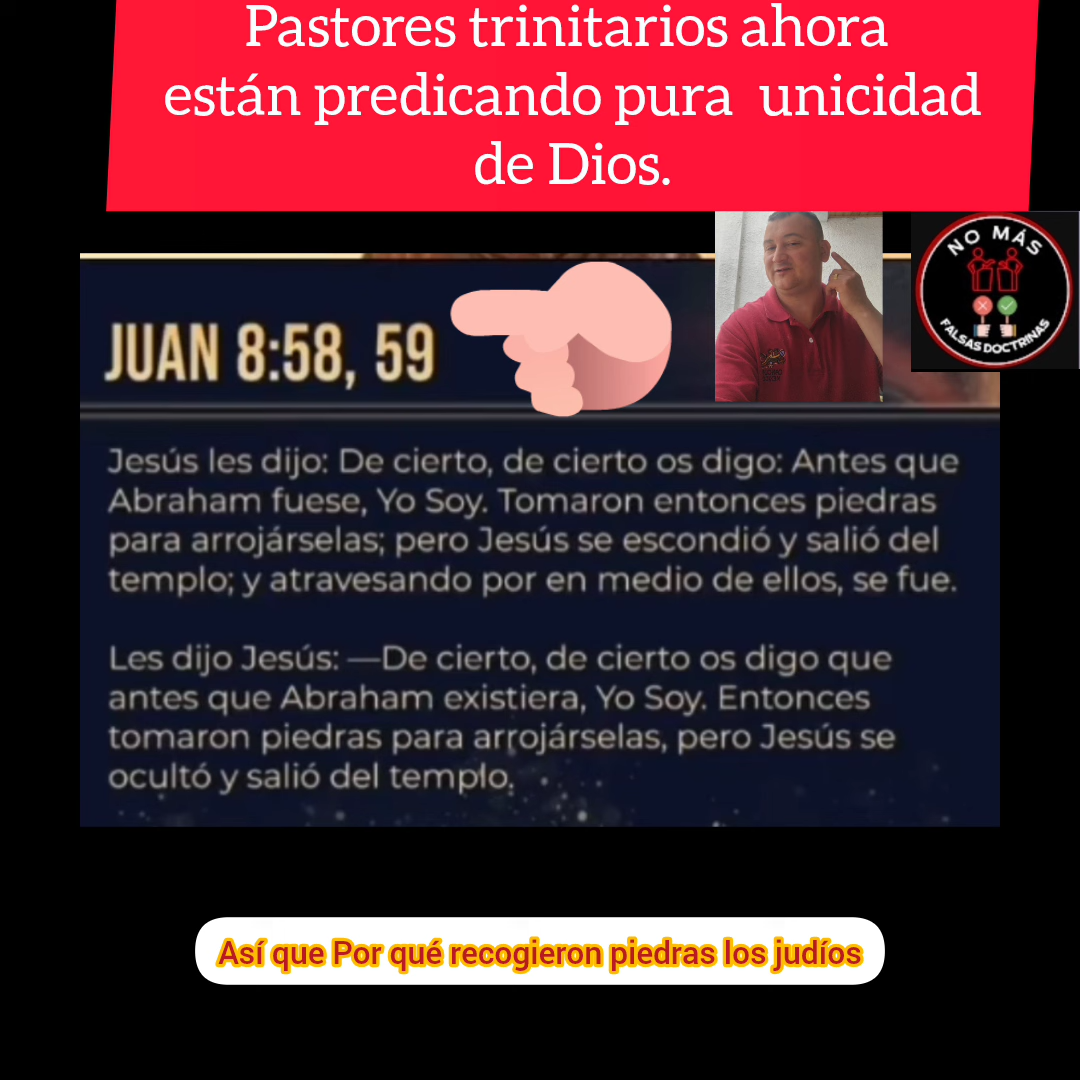 Pastores trinitarios ahora
están predicando pura unicidad
de Dios.
NO MÁS
FALSAS DOCTRINAS
JUAN 8:58, 59
Jesús les dijo: De cierto, de cierto os digo: Antes que
Abraham fuese, Yo Soy. Tomaron entonces piedras
para arrojárselas; pero Jesús se escondió y salió del
templo; y atravesando por en medio de ellos, se fue.
Les dijo Jesús: —De cierto, de cierto os digo que
antes que Abraham existiera, Yo Soy. Entonces
tomaron piedras para arrojárselas, pero Jesús se
ocultó y salió del templo.
Así que Por qué recogieron piedras los judíos